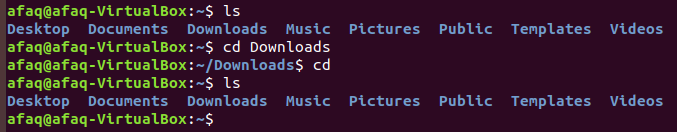 afaq@afaq-VirtualBox:~$ ls
Desktop  Documents  Downloads  Music  Pictures  Public  Templates  Videos
afaq@afaq-VirtualBox:~$ cd Downloads
afaq@afaq-VirtualBox:~/Downloads$ cd
afaq@afaq-VirtualBox:~$ ls
Desktop  Documents  Downloads  Music  Pictures  Public  Templates  Videos
afaq@afaq-VirtualBox:~$